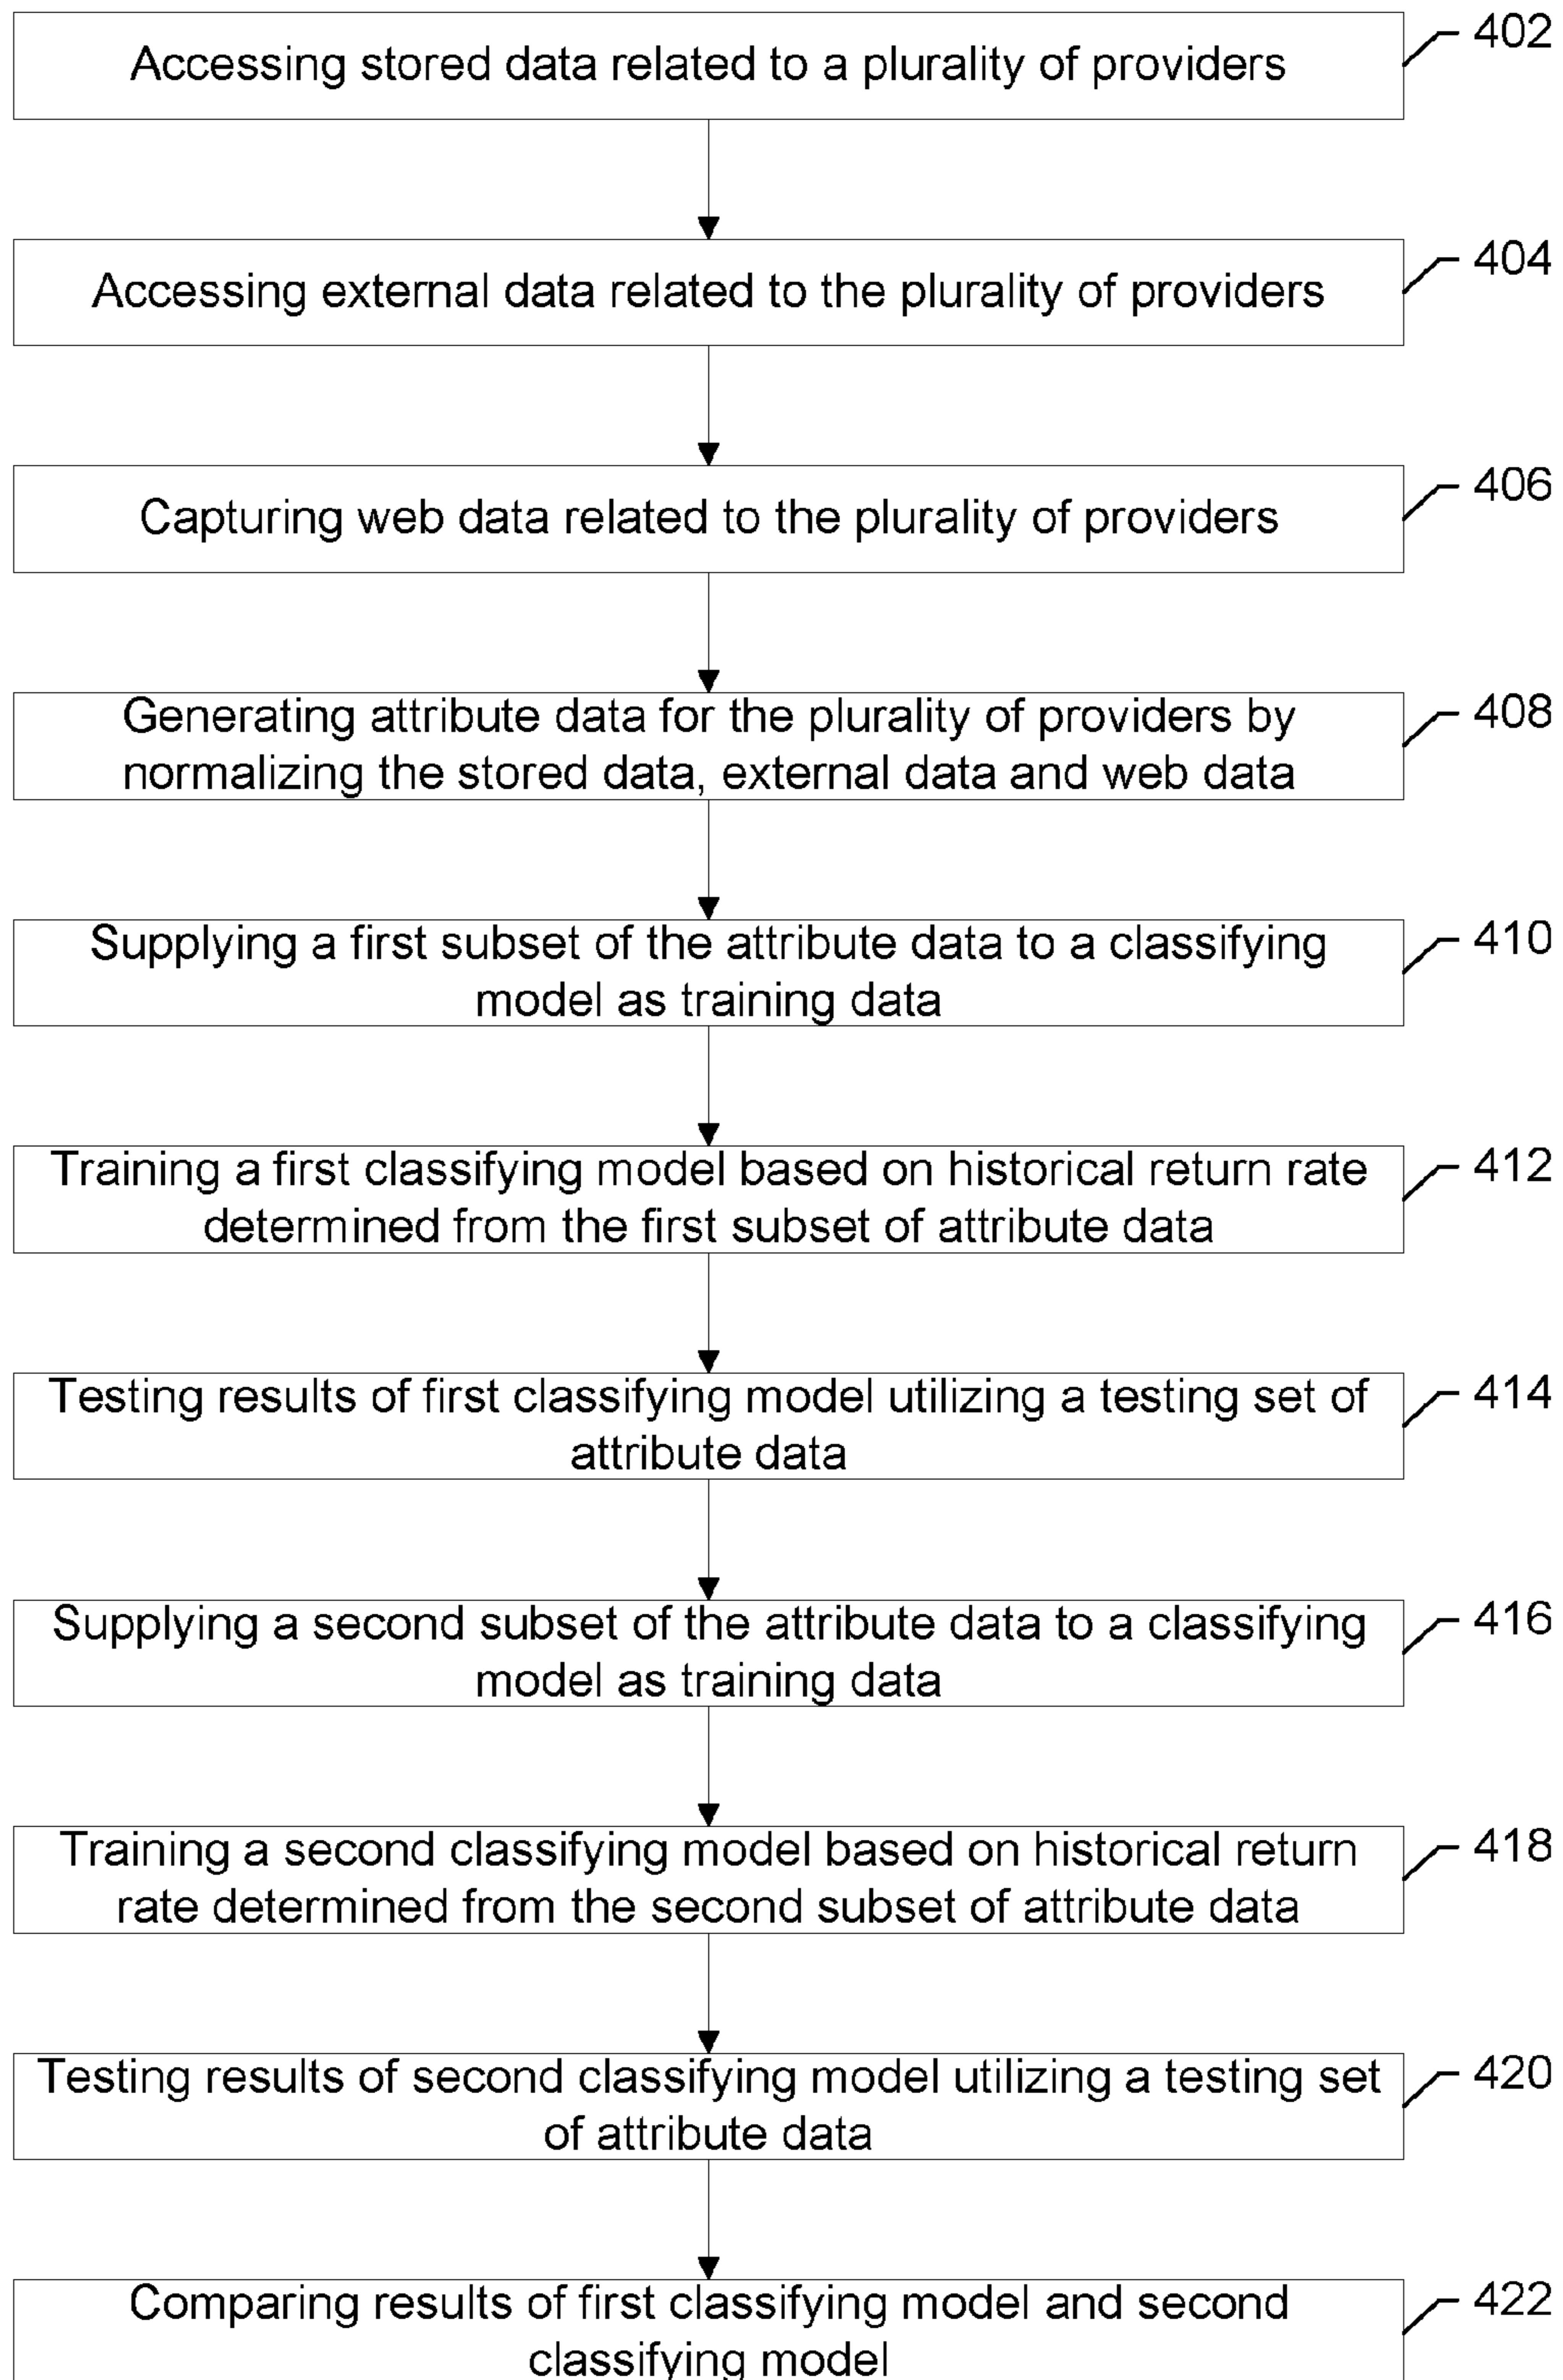 Accessing stored data related to a plurality of providers
402
Accessing external data related to the plurality of providers
404
Capturing web data related to the plurality of providers
406
Generating attribute data for the plurality of providers by
normalizing the stored data, external data and web data
408
Supplying a first subset of the attribute data to a classifying
model as training data
410
Training a first classifying model based on historical return rate
determined from the first subset of attribute data
412
Testing results of first classifying model utilizing a testing set of
attribute data
414
Supplying a second subset of the attribute data to a classifying
model as training data
416
Training a second classifying model based on historical return
rate determined from the second subset of attribute data
418
Testing results of second classifying model utilizing a testing set
of attribute data
420
Comparing results of first classifying model and second
classifying model
422